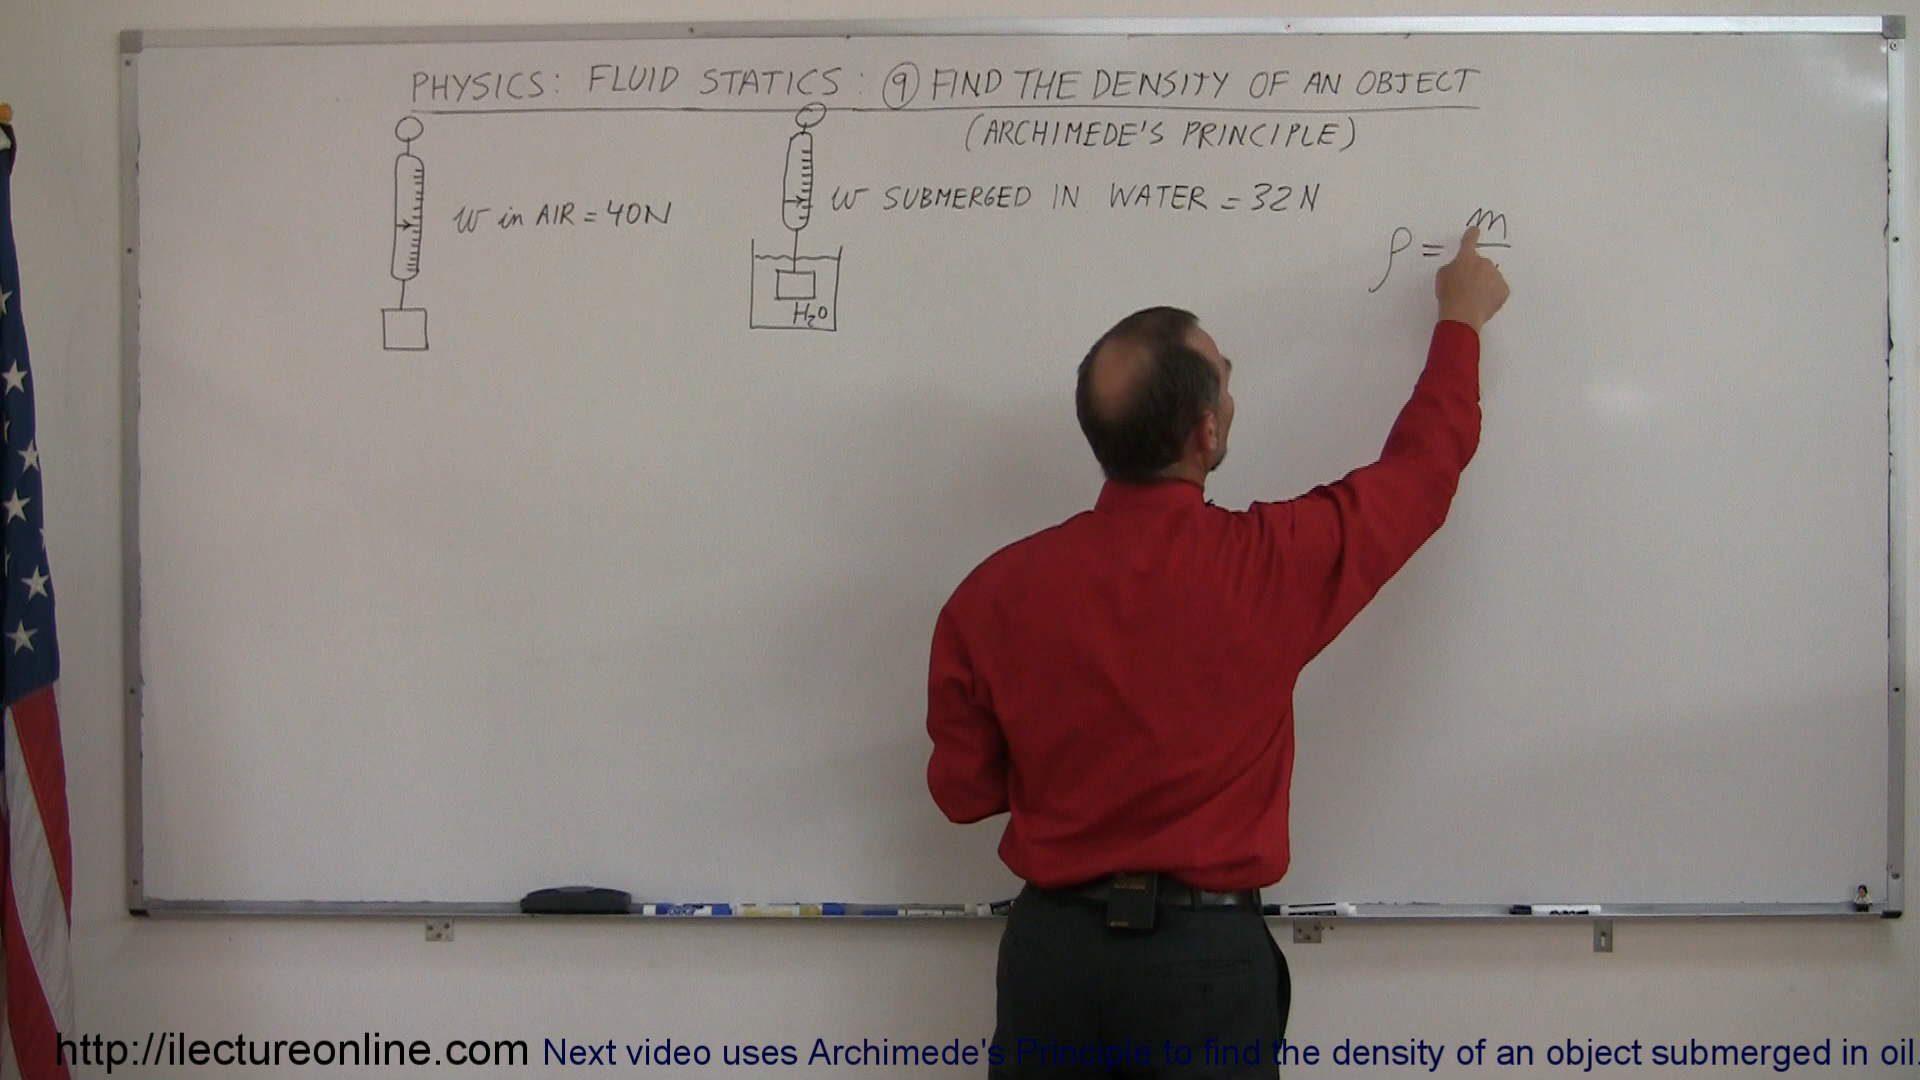 PHYSICS: FLUID STATICS: 9 FIND THE DENSITY OF AN OBJECT
(ARCHIMEDE'S PRINCIPLE)
W in AIR = 40N
W SUBMERGED IN WATER = 32N
ρ = m
H₂O
http://ilectureonline.com Next video uses Archimede's Principle to find the density of an object submerged in oil.